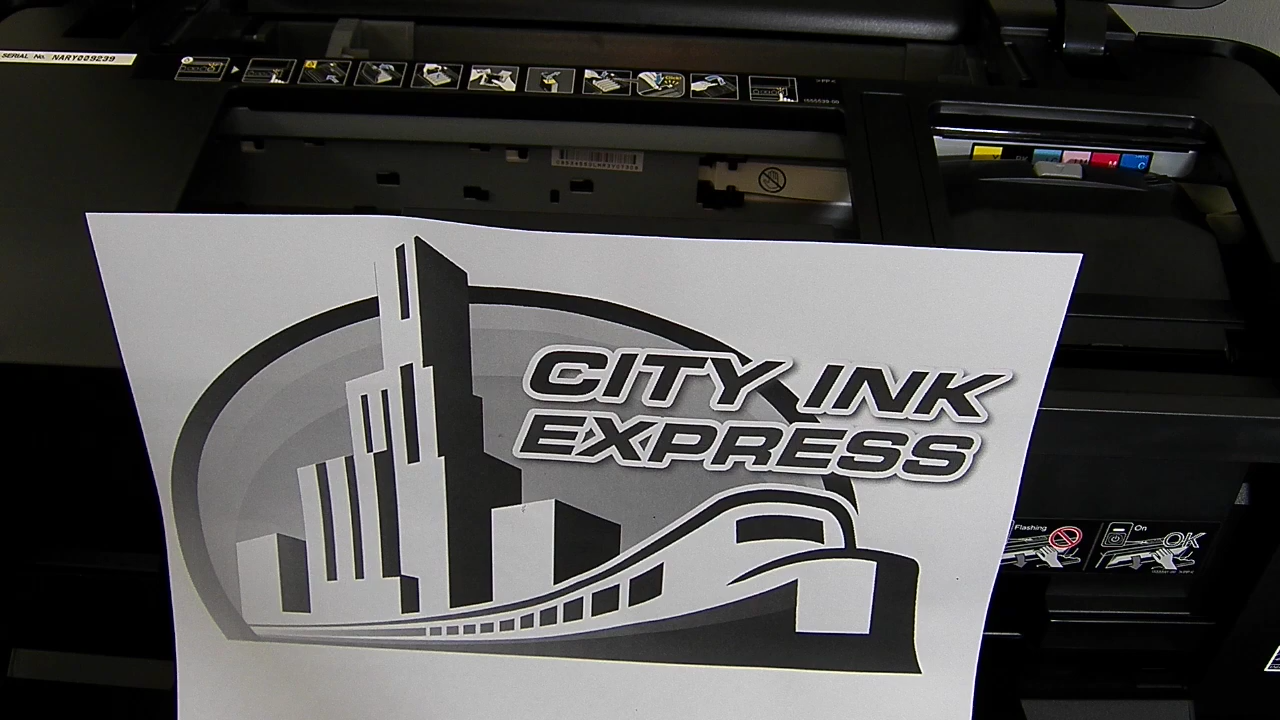 SERIAL No. NARY009239
CITY INK
EXPRESS
Flashing
On
OK